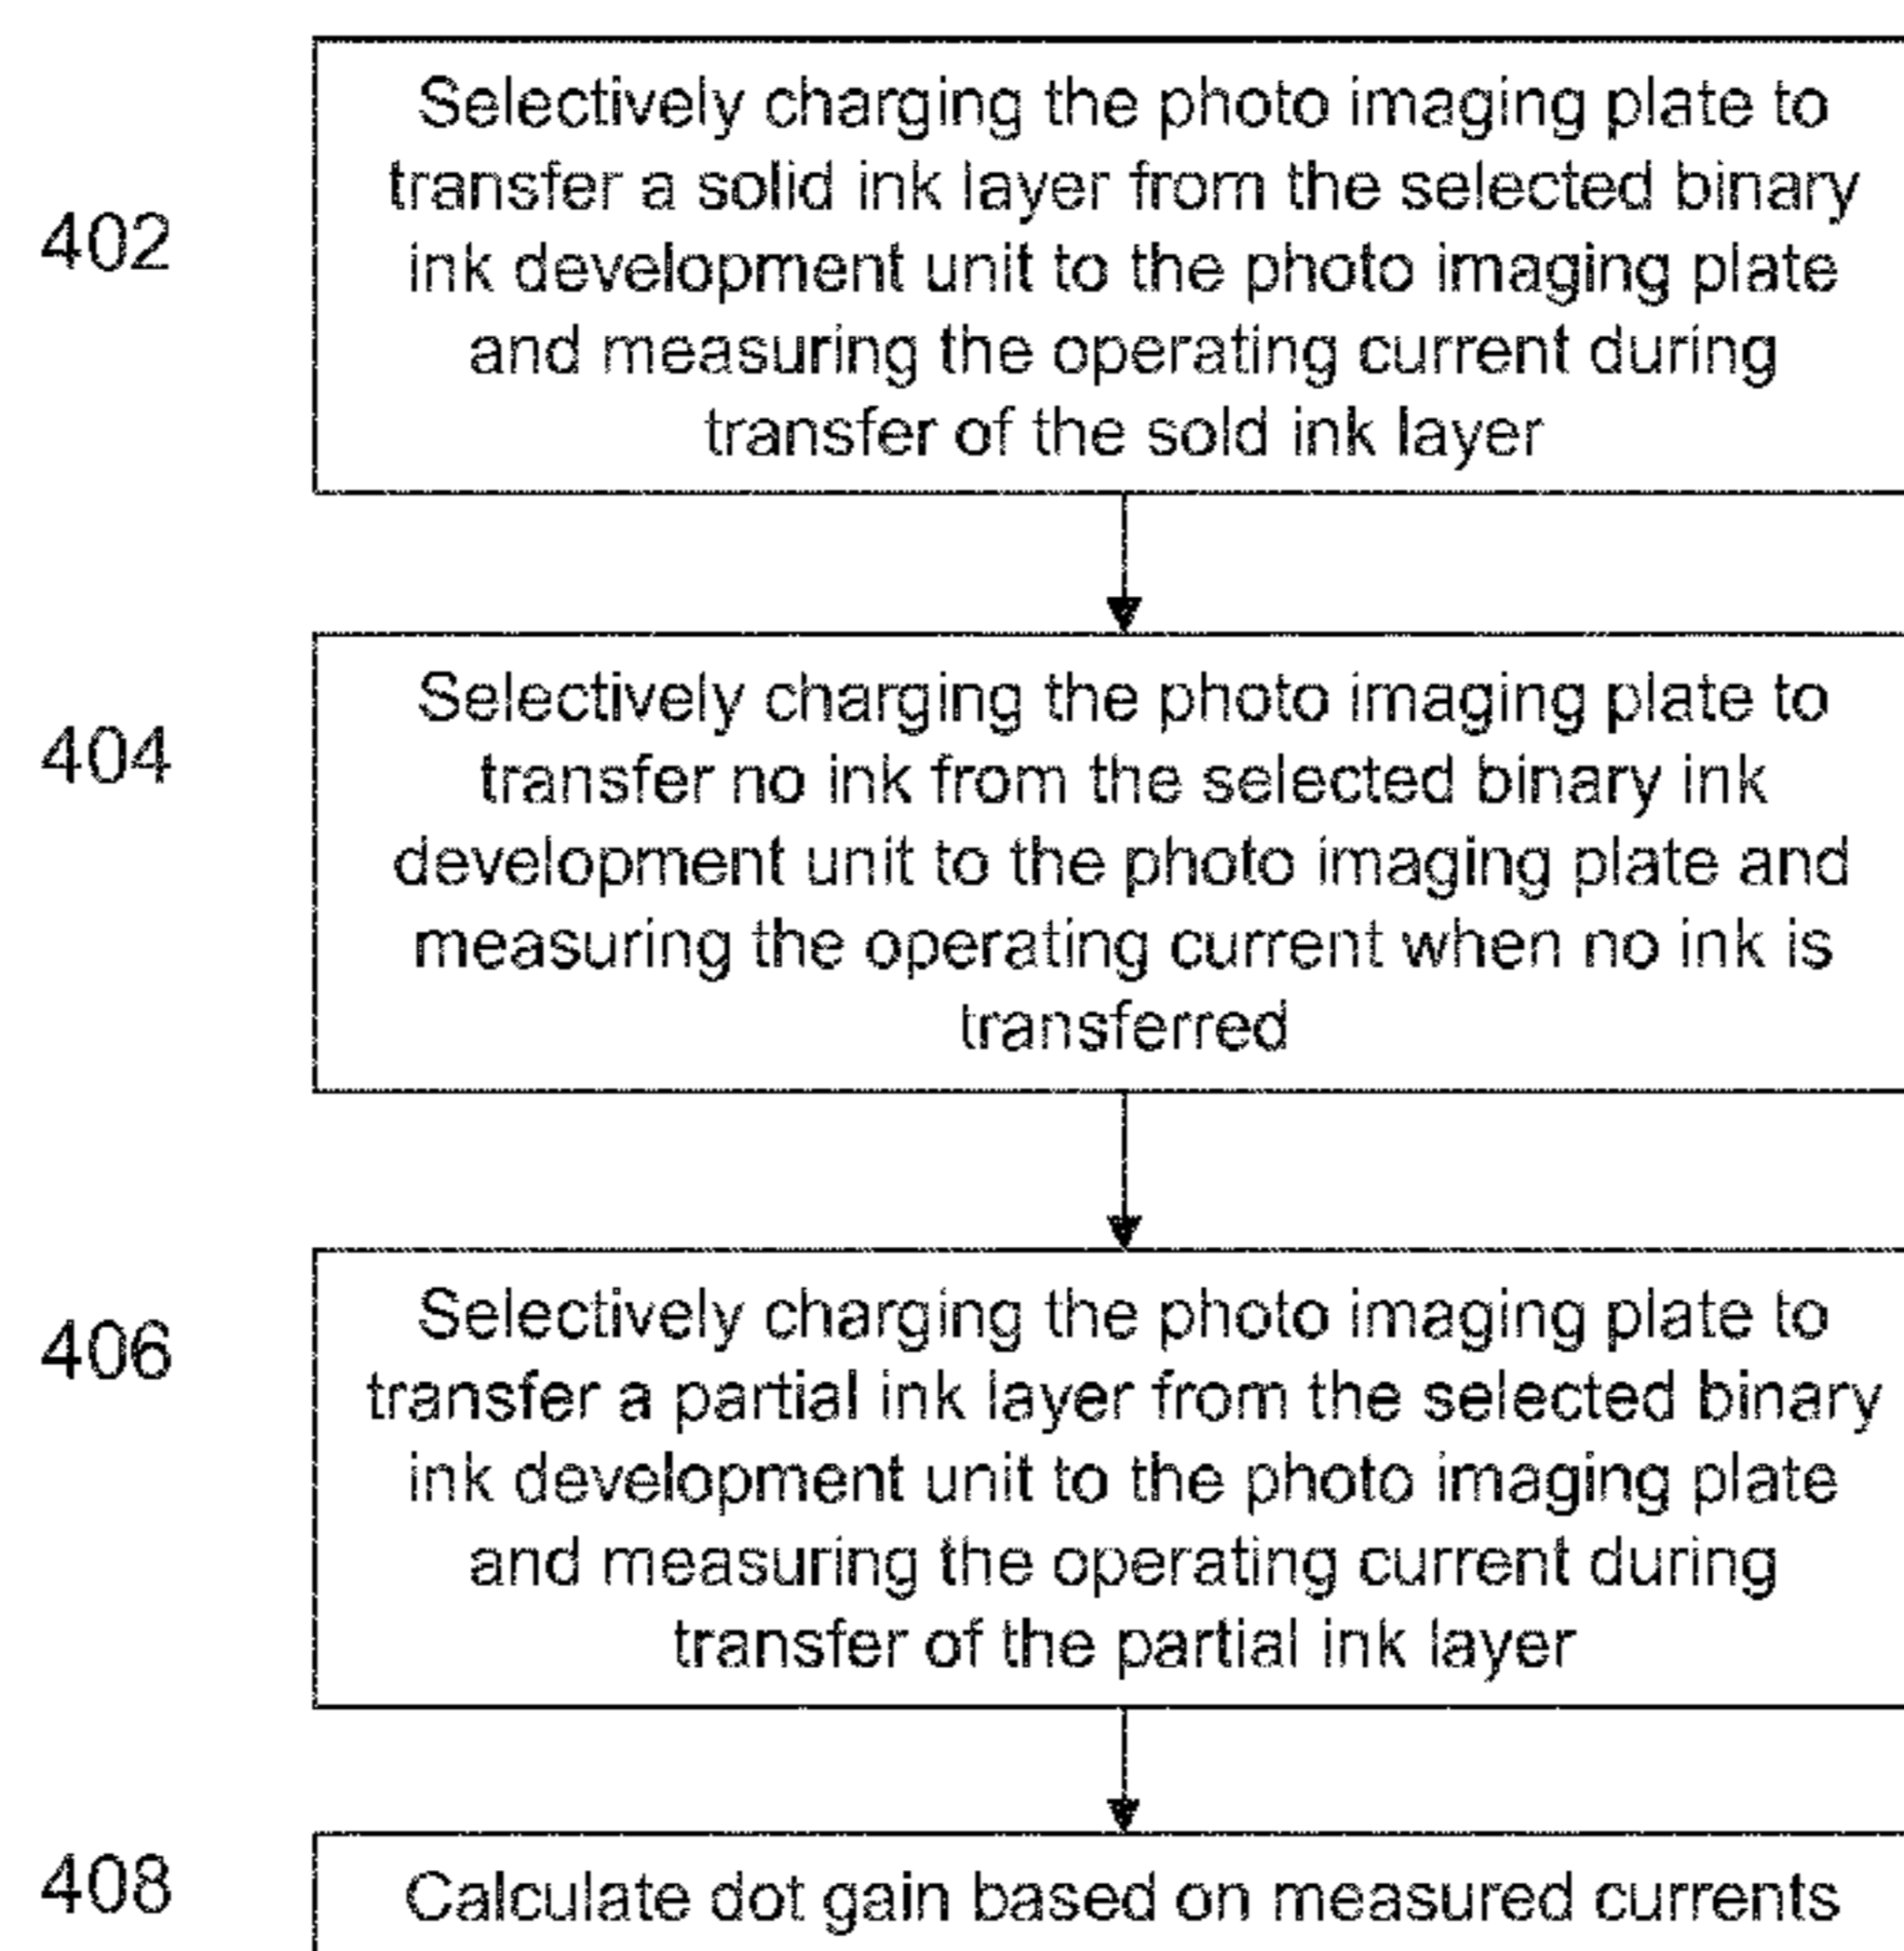 402
Selectively charging the photo imaging plate to
transfer a solid ink layer from the selected binary
ink development unit to the photo imaging plate
and measuring the operating current during
transfer of the sold ink layer
404
Selectively charging the photo imaging plate to
transfer no ink from the selected binary ink
development unit to the photo imaging plate and
measuring the operating current when no ink is
transferred
406
Selectively charging the photo imaging plate to
transfer a partial ink layer from the selected binary
ink development unit to the photo imaging plate
and measuring the operating current during
transfer of the partial ink layer
408
Calculate dot gain based on measured currents